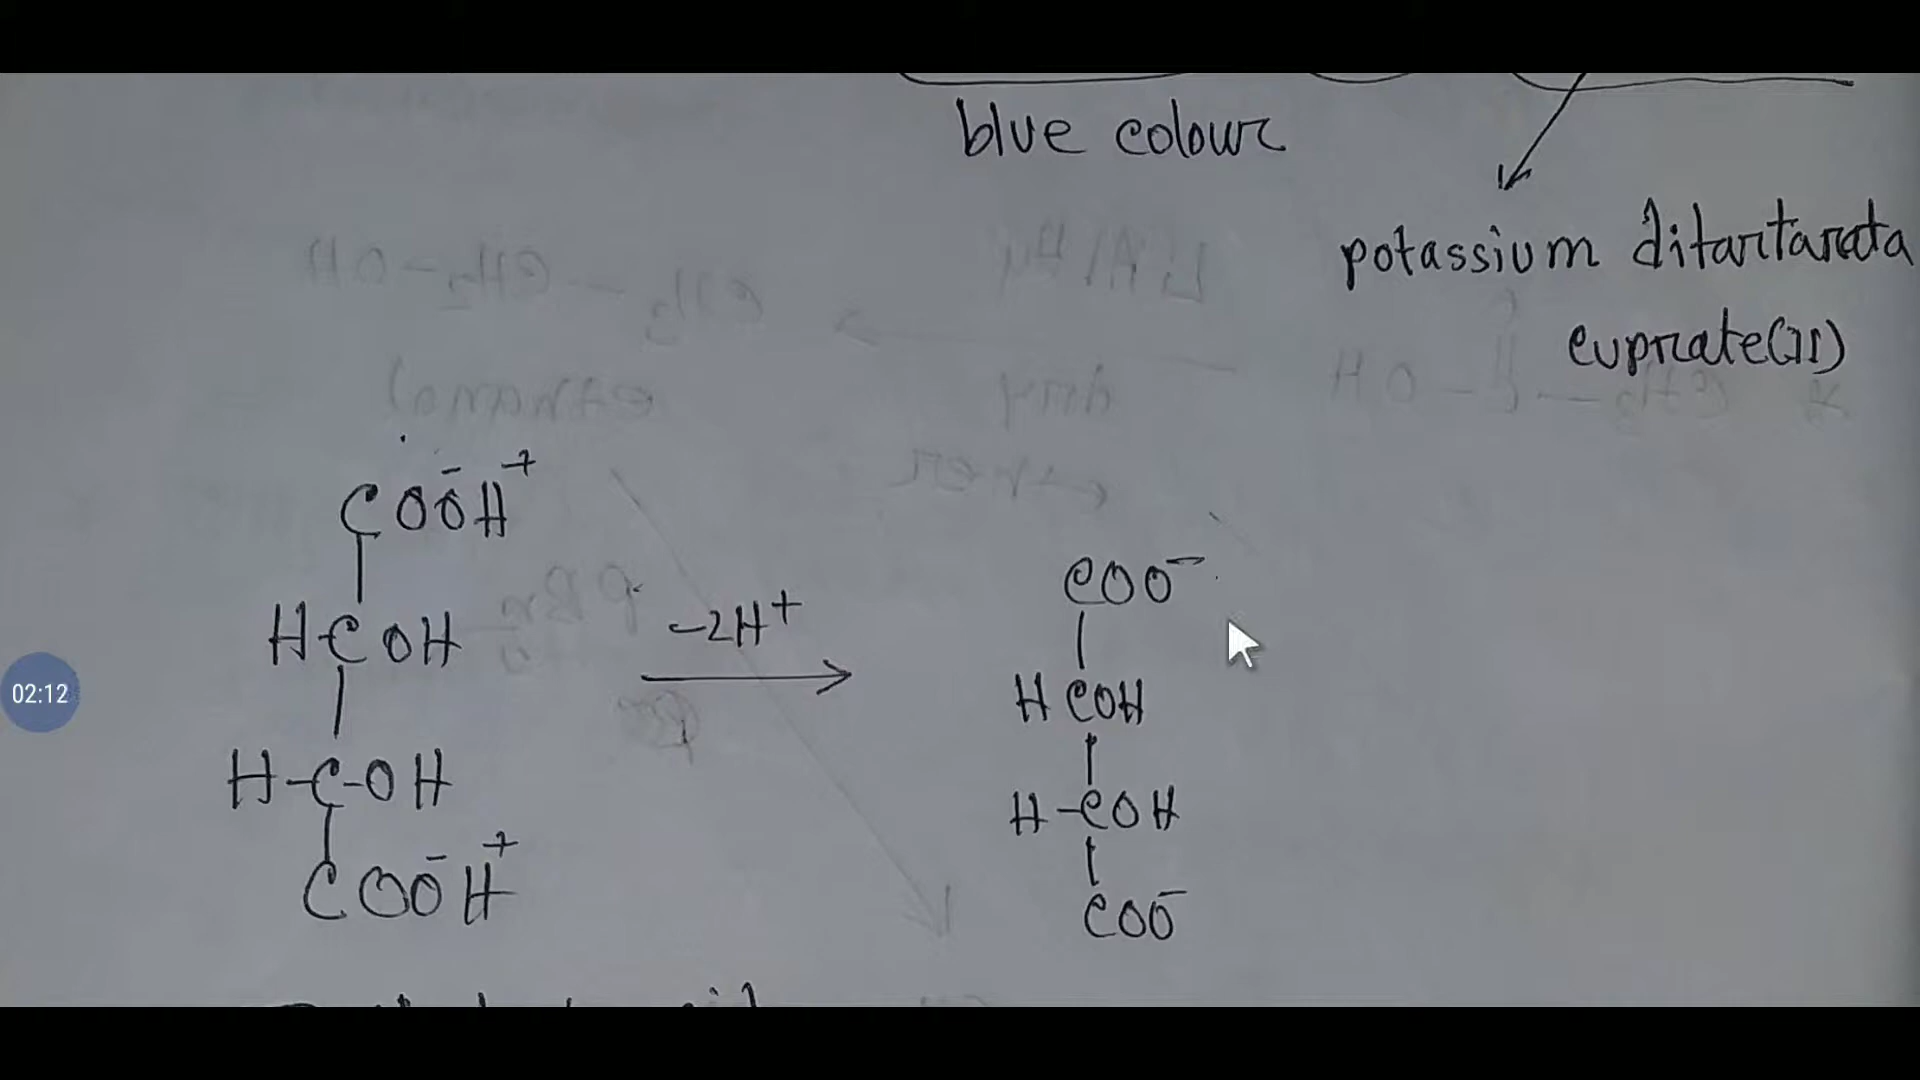 blue colour
potassium ditartarata
cuprate(II)
COO⁻H⁺
HCOH
H-C-OH
COO⁻H⁺
-2H⁺
COO⁻
HCOH
H-COH
COO⁻
02:12